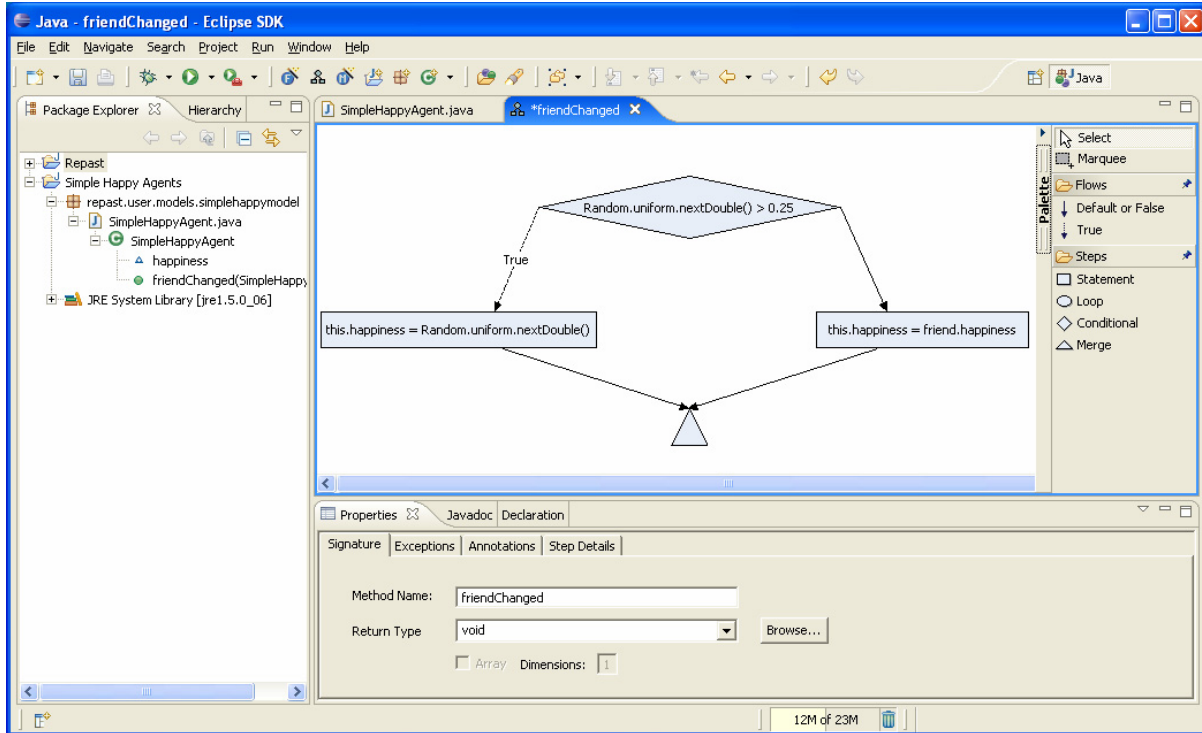 Java - friendChanged - Eclipse SDK
File Edit Navigate Search Project Run Window Help
Java
Package Explorer
Hierarchy
Repast
Simple Happy Agents
repast.user.models.simplehappymodel
SimpleHappyAgent.java
SimpleHappyAgent
happiness
friendChanged(SimpleHappy
JRE System Library [jre1.5.0_06]
SimpleHappyAgent.java
*friendChanged
Random.uniform.nextDouble() > 0.25
True
this.happiness = Random.uniform.nextDouble()
this.happiness = friend.happiness
Palette
Select
Marquee
Flows
Default or False
True
Steps
Statement
Loop
Conditional
Merge
Properties
Javadoc
Declaration
Signature
Exceptions
Annotations
Step Details
Method Name:
friendChanged
Return Type
void
Browse...
Array
Dimensions:
1
12M of 23M